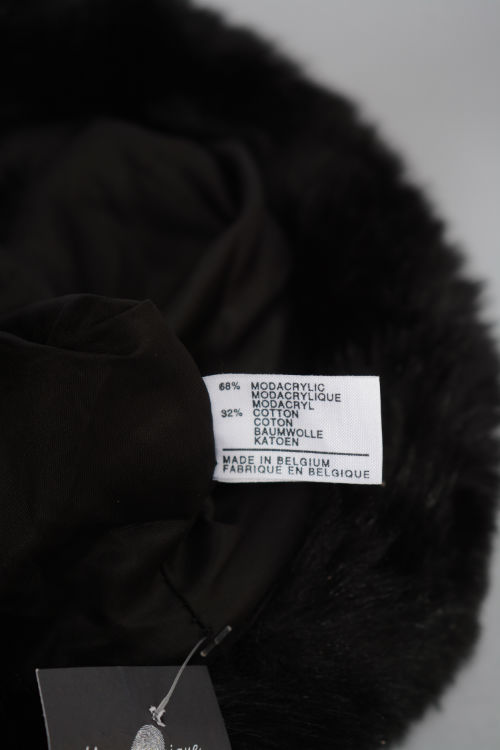 68% MODACRYLIC
MODACRYLIQUE
MODACRYL
32% COTTON
COTON
BAUMWOLLE
KATOEN
MADE IN BELGIUM
FABRIQUE EN BELGIQUE